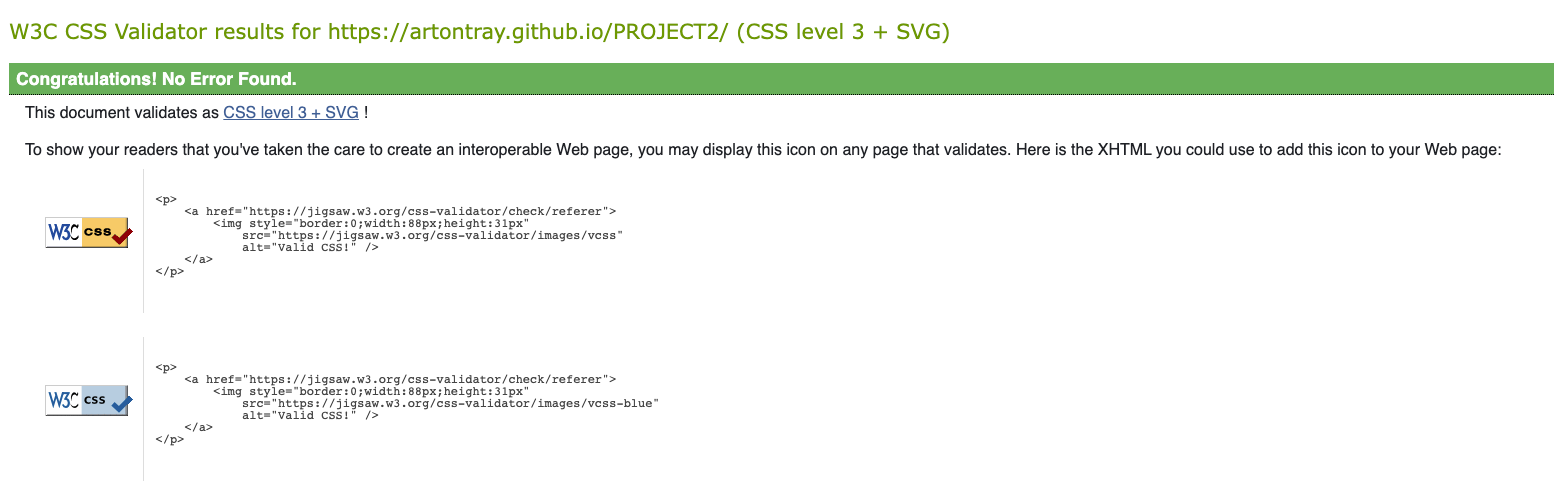 W3C CSS Validator results for https://artontray.github.io/PROJECT2/ (CSS level 3 + SVG)
Congratulations! No Error Found.
This document validates as CSS level 3 + SVG !
To show your readers that you've taken the care to create an interoperable Web page, you may display this icon on any page that validates. Here is the XHTML you could use to add this icon to your Web page:
W3C css
<p>
    <a href="https://jigsaw.w3.org/css-validator/check/referer">
        <img style="border:0;width:88px;height:31px"
            src="https://jigsaw.w3.org/css-validator/images/vcss"
            alt="Valid CSS!" />
    </a>
</p>
W3C css
<p>
    <a href="https://jigsaw.w3.org/css-validator/check/referer">
        <img style="border:0;width:88px;height:31px"
            src="https://jigsaw.w3.org/css-validator/images/vcss-blue"
            alt="Valid CSS!" />
    </a>
</p>